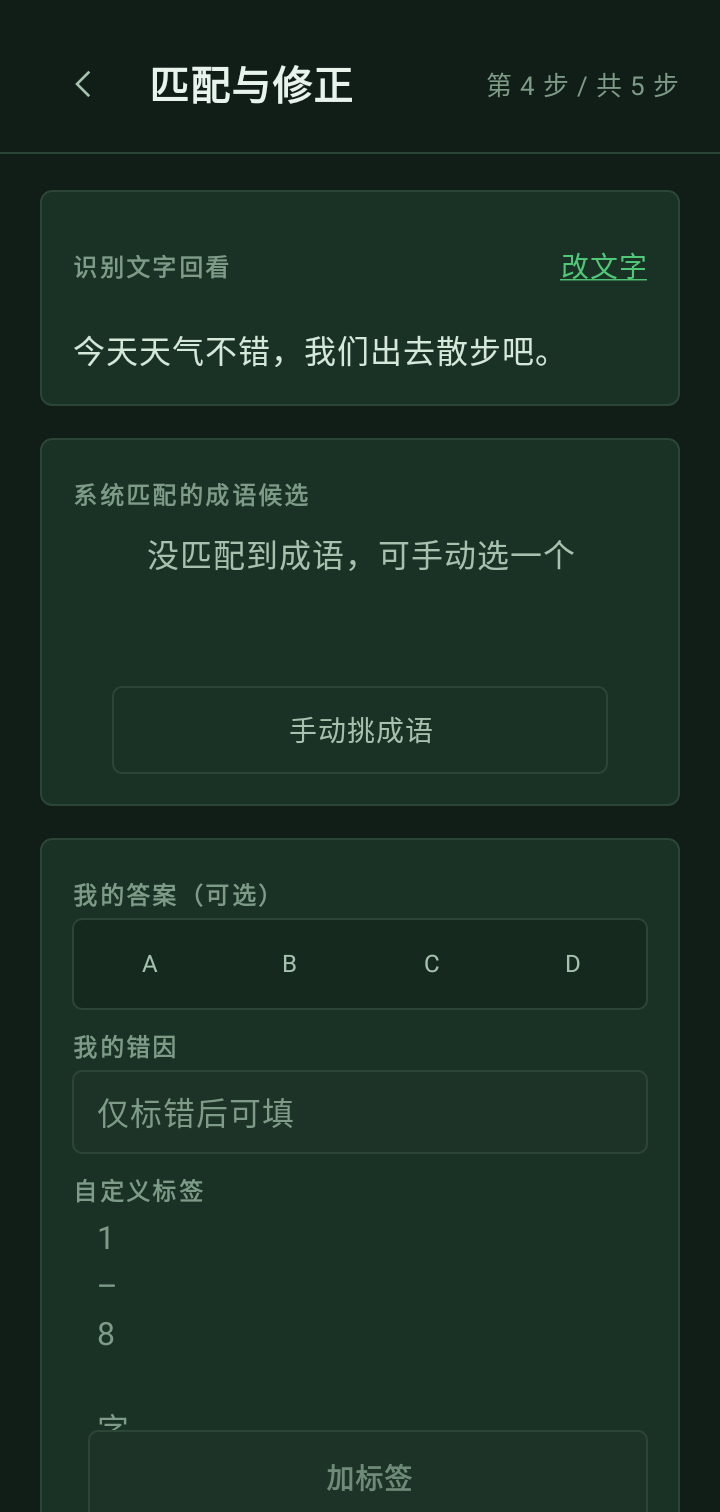 匹配与修正
第 4 步 / 共 5 步
识别文字回看
改文字
今天天气不错，我们出去散步吧。
系统匹配的成语候选
没匹配到成语，可手动选一个
手动挑成语
我的答案（可选）
A B C D
我的错因
仅标错后可填
自定义标签
1
–
8
字
加标签